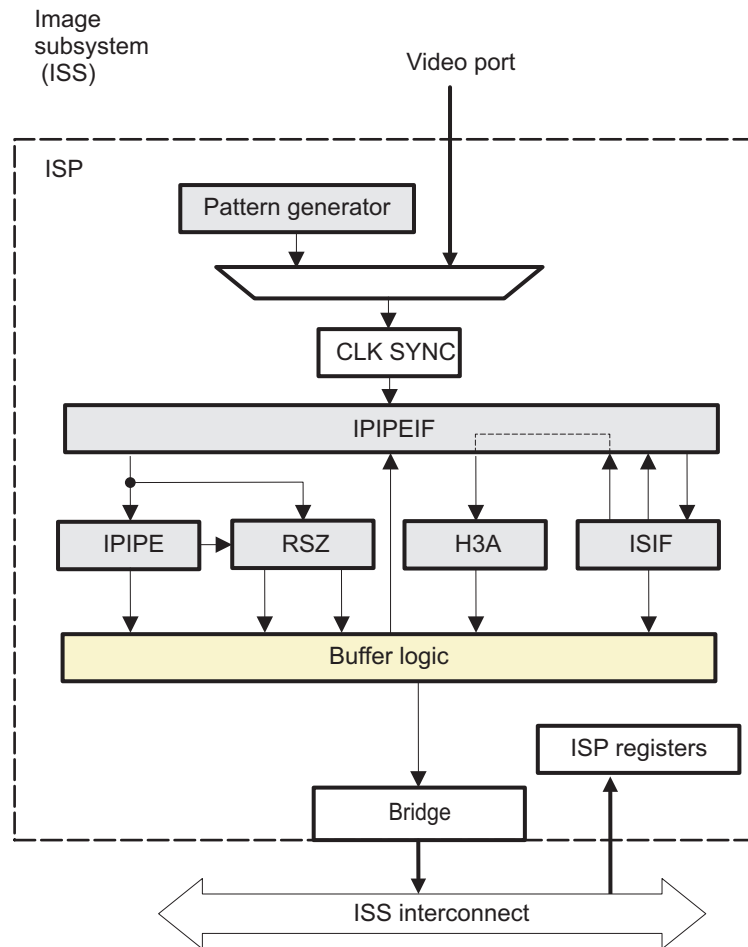 Image
subsystem
(ISS)
Video port
ISP
Pattern generator
CLK SYNC
IPIPEIF
IPIPE
RSZ
H3A
ISIF
Buffer logic
ISP registers
Bridge
ISS interconnect